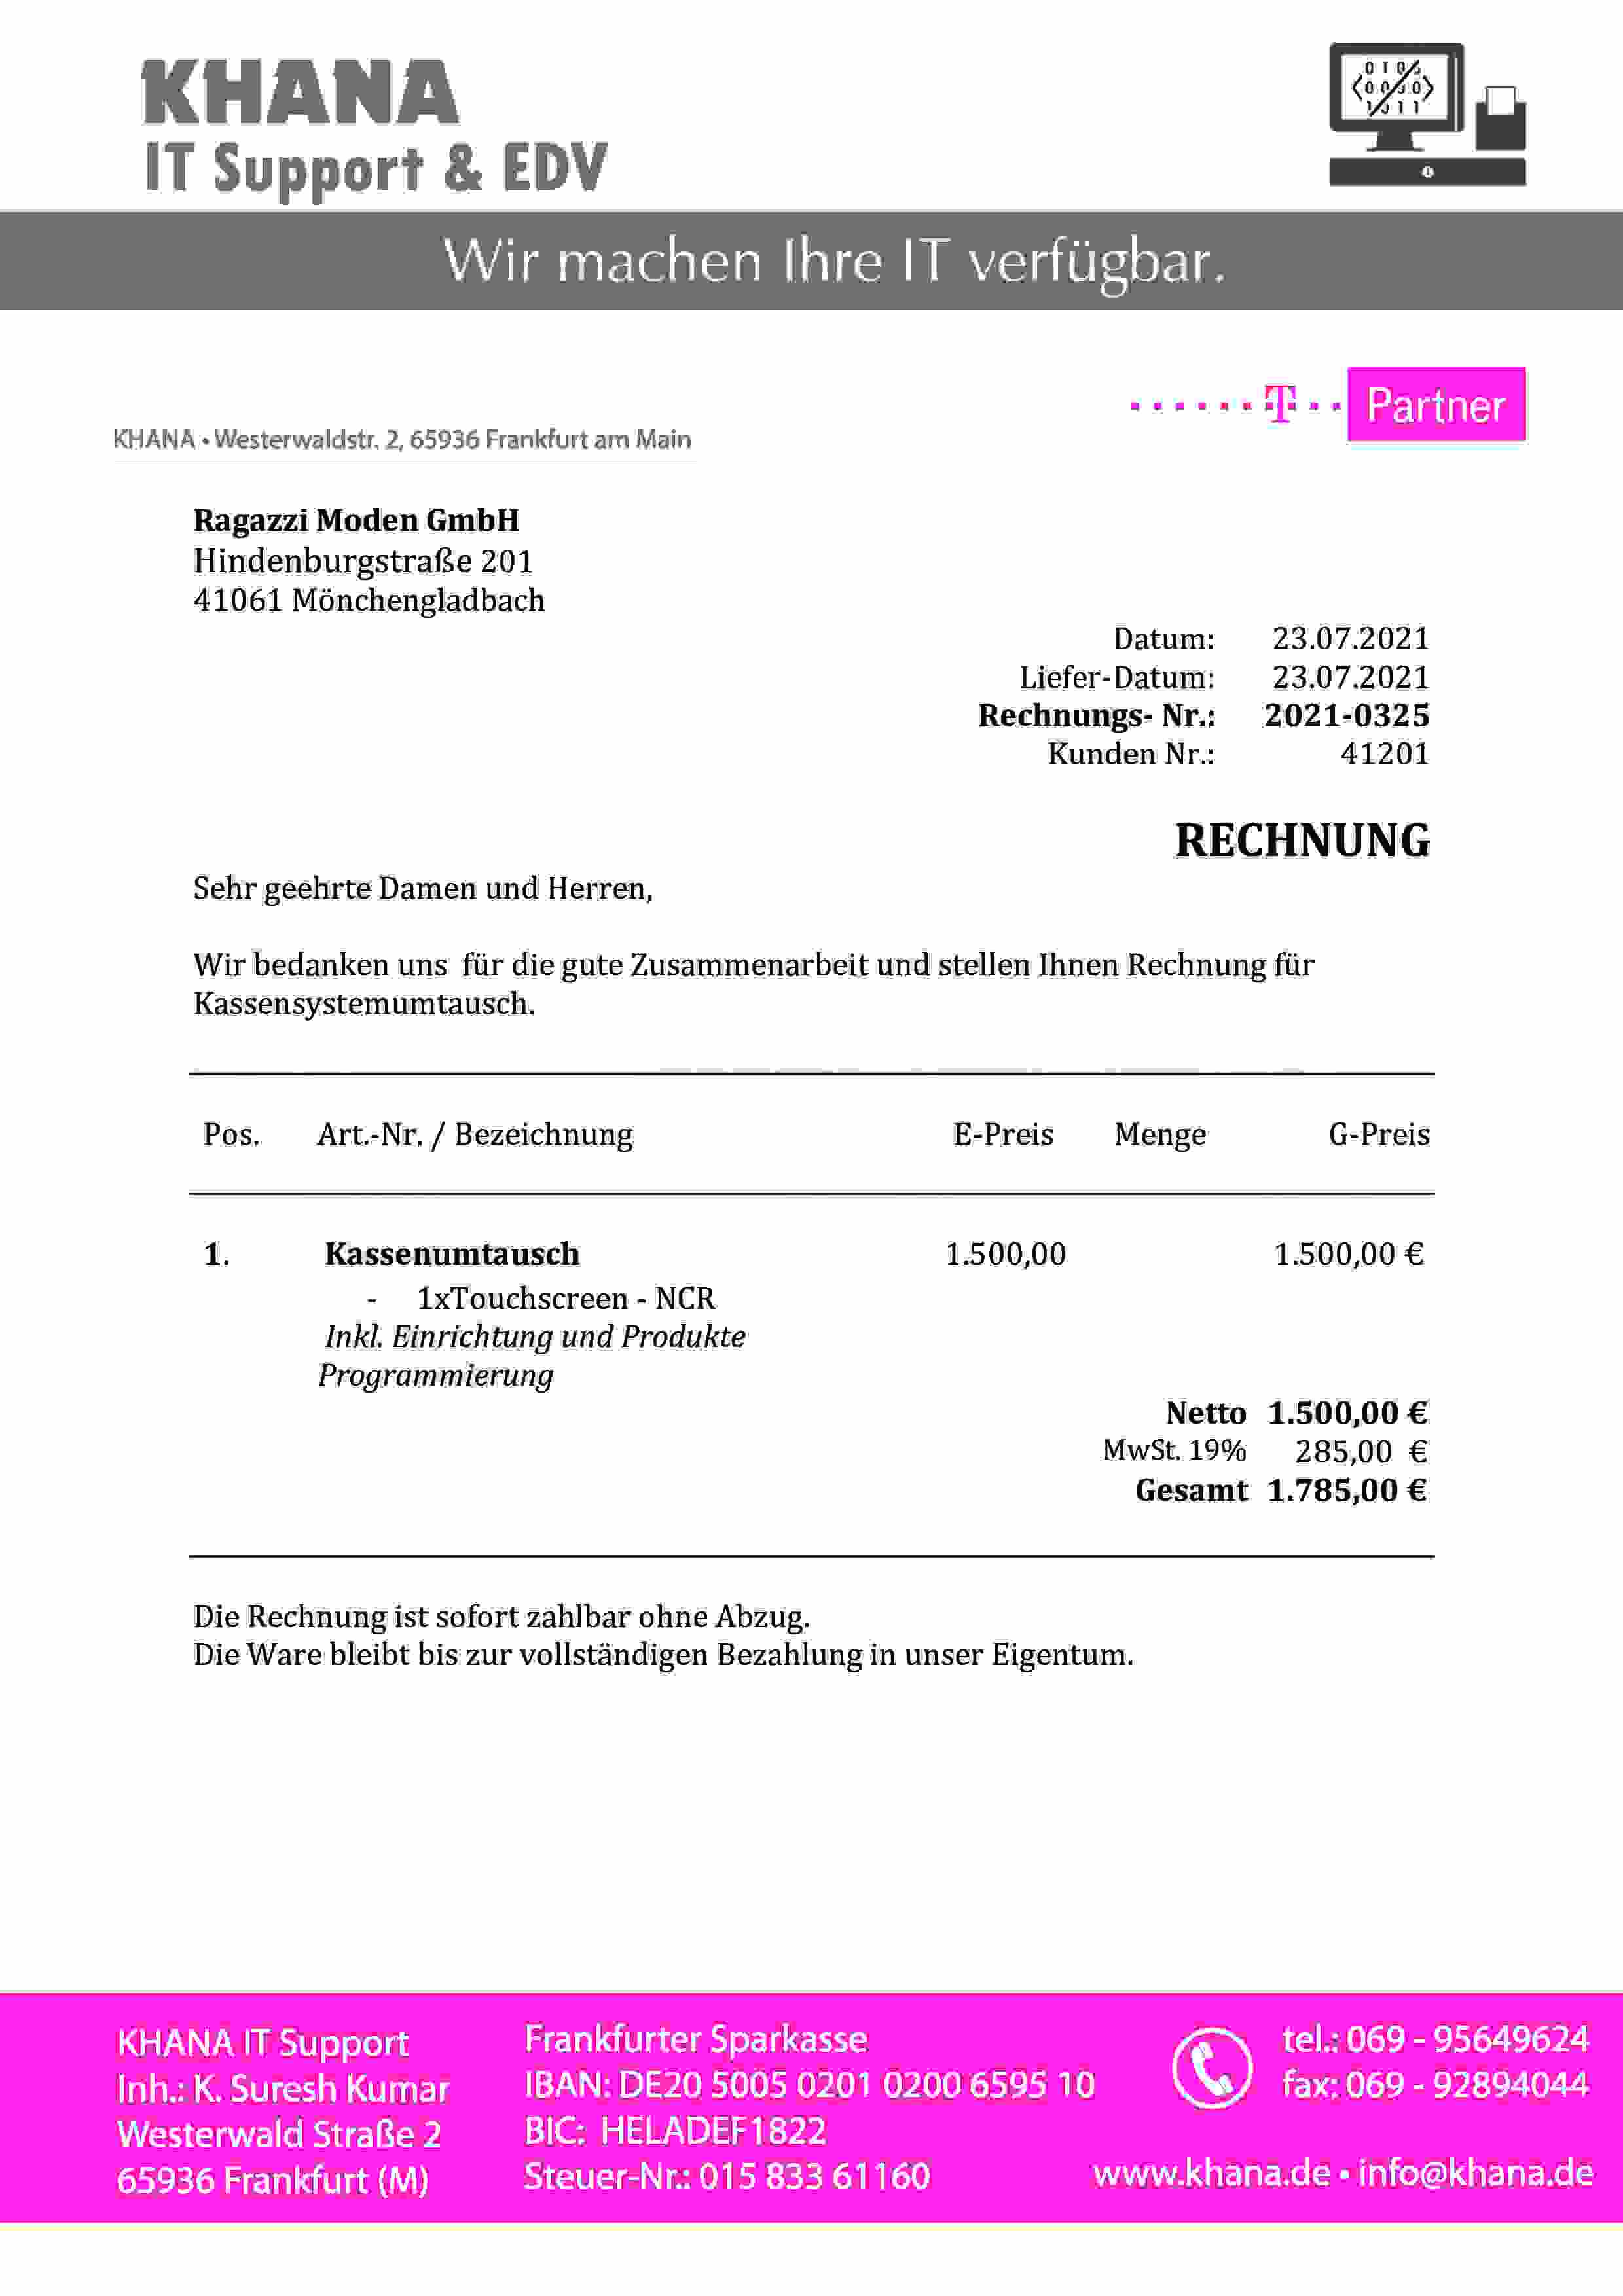 KHANA
IT Support & EDV
Wir machen Ihre IT verfügbar.
T Partner
KHANA • Westerwaldstr. 2, 65936 Frankfurt am Main
Ragazzi Moden GmbH
Hindenburgstraße 201
41061 Mönchengladbach
Datum: 23.07.2021
Liefer-Datum: 23.07.2021
Rechnungs- Nr.: 2021-0325
Kunden Nr.: 41201
RECHNUNG
Sehr geehrte Damen und Herren,
Wir bedanken uns für die gute Zusammenarbeit und stellen Ihnen Rechnung für
Kassensystemumtausch.
Pos. Art.-Nr. / Bezeichnung E-Preis Menge G-Preis
1. Kassenumtausch 1.500,00 1.500,00 €
- 1xTouchscreen - NCR
Inkl. Einrichtung und Produkte
Programmierung
Netto 1.500,00 €
MwSt. 19% 285,00 €
Gesamt 1.785,00 €
Die Rechnung ist sofort zahlbar ohne Abzug.
Die Ware bleibt bis zur vollständigen Bezahlung in unser Eigentum.
KHANA IT Support
Inh.: K. Suresh Kumar
Westerwald Straße 2
65936 Frankfurt (M)
Frankfurter Sparkasse
IBAN: DE20 5005 0201 0200 6595 10
BIC: HELADEF1822
Steuer-Nr.: 015 833 61160
tel.: 069 - 95649624
fax: 069 - 92894044
www.khana.de • info@khana.de